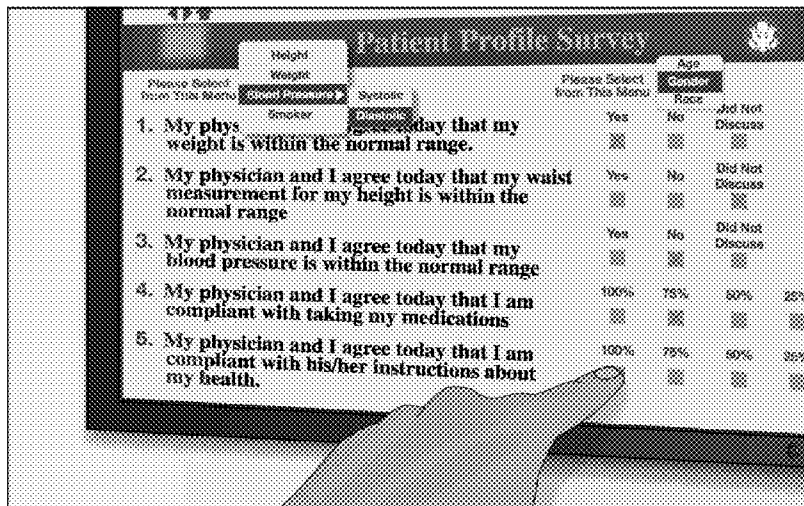 Patient Profile Survey
Height
Weight
Blood Pressure
Smoker
Systolic
Diastolic
Please Select
from This Menu
Please Select
from This Menu
Age
Gender
Race
Yes No Did Not
Discuss
1. My phys agree today that my
weight is within the normal range.
2. My physician and I agree today that my waist
measurement for my height is within the
normal range
Yes No Did Not
Discuss
3. My physician and I agree today that my
blood pressure is within the normal range
Yes No Did Not
Discuss
4. My physician and I agree today that I am
compliant with taking my medications
100% 75% 50% 25%
5. My physician and I agree today that I am
compliant with his/her instructions about
my health.
100% 75% 50% 25%